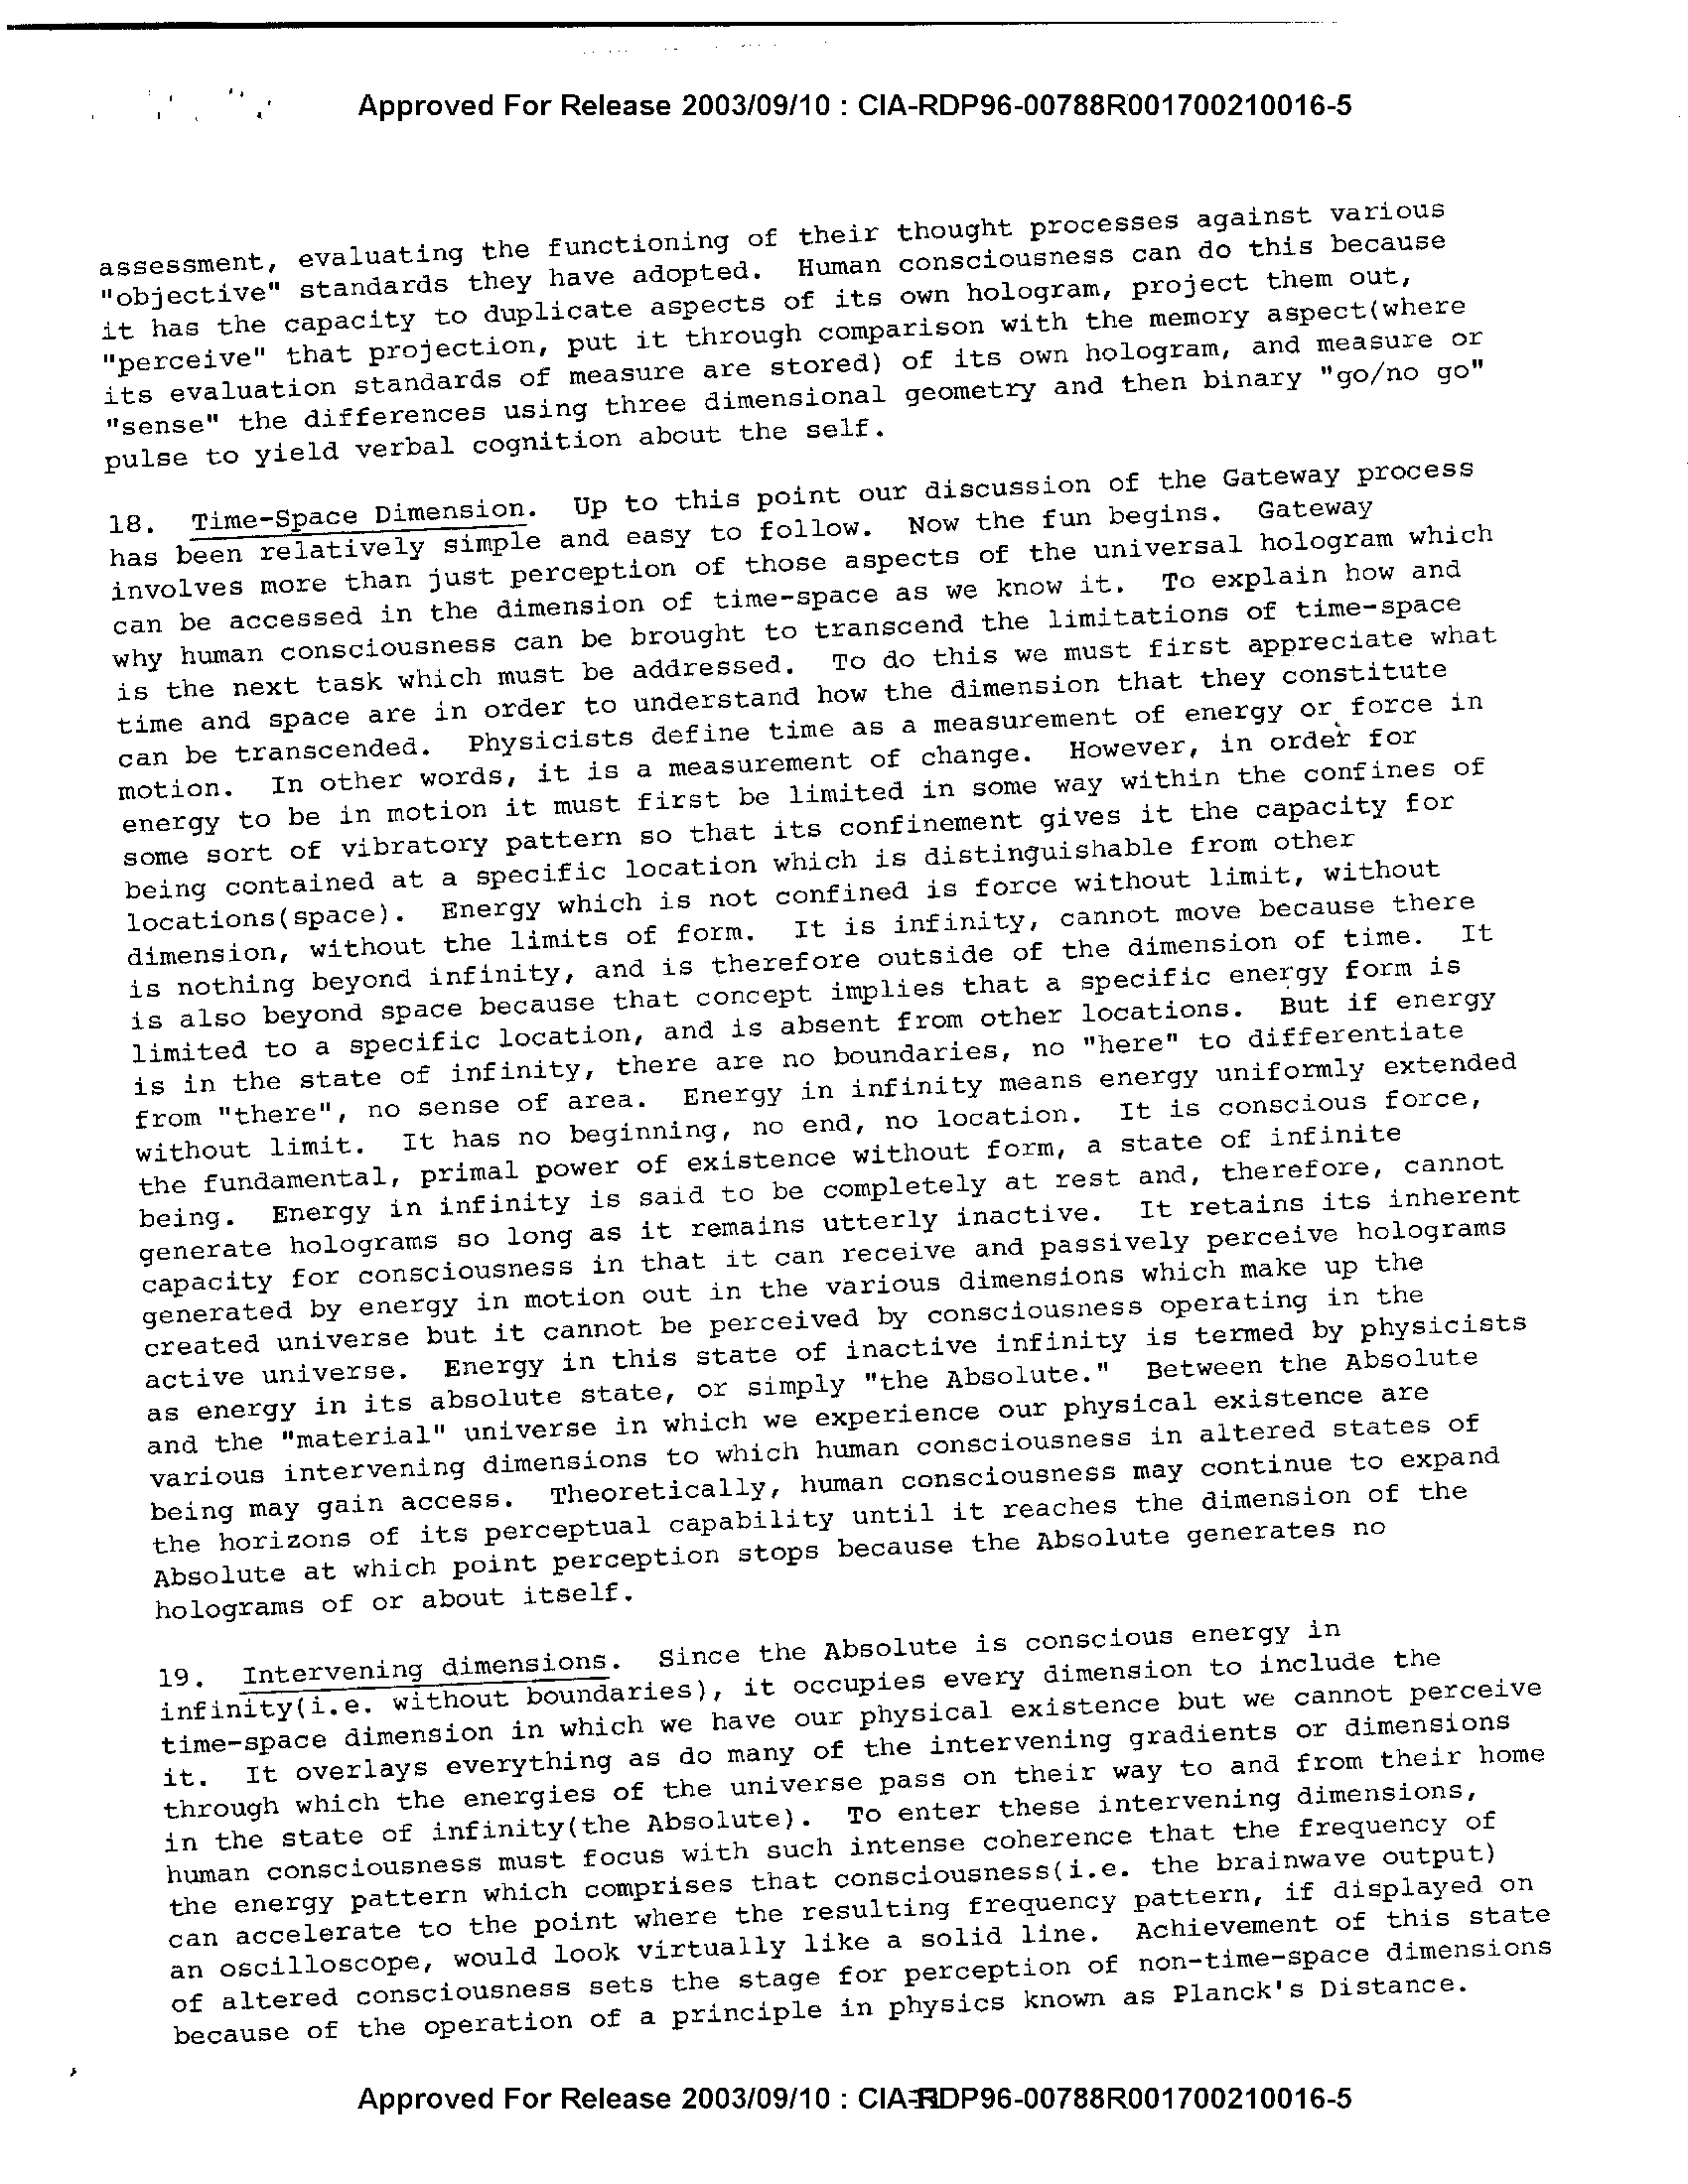 Approved For Release 2003/09/10 : CIA-RDP96-00788R001700210016-5
assessment, evaluating the functioning of their thought processes against various
"objective" standards they have adopted. Human consciousness can do this because
it has the capacity to duplicate aspects of its own hologram, project them out,
"perceive" that projection, put it through comparison with the memory aspect(where
its evaluation standards of measure are stored) of its own hologram, and measure or
"sense" the differences using three dimensional geometry and then binary "go/no go"
pulse to yield verbal cognition about the self.
18. Time-Space Dimension. Up to this point our discussion of the Gateway process
has been relatively simple and easy to follow. Now the fun begins. Gateway
involves more than just perception of those aspects of the universal hologram which
can be accessed in the dimension of time-space as we know it. To explain how and
why human consciousness can be brought to transcend the limitations of time-space
is the next task which must be addressed. To do this we must first appreciate what
time and space are in order to understand how the dimension that they constitute
can be transcended. Physicists define time as a measurement of energy or force in
motion. In other words, it is a measurement of change. However, in order for
energy to be in motion it must first be limited in some way within the confines of
some sort of vibratory pattern so that its confinement gives it the capacity for
being contained at a specific location which is distinguishable from other
locations(space). Energy which is not confined is force without limit, without
dimension, without the limits of form. It is infinity, cannot move because there
is nothing beyond infinity, and is therefore outside of the dimension of time. It
is also beyond space because that concept implies that a specific energy form is
limited to a specific location, and is absent from other locations. But if energy
is in the state of infinity, there are no boundaries, no "here" to differentiate
from "there", no sense of area. Energy in infinity means energy uniformly extended
without limit. It has no beginning, no end, no location. It is conscious force,
the fundamental, primal power of existence without form, a state of infinite
being. Energy in infinity is said to be completely at rest and, therefore, cannot
generate holograms so long as it remains utterly inactive. It retains its inherent
capacity for consciousness in that it can receive and passively perceive holograms
generated by energy in motion out in the various dimensions which make up the
created universe but it cannot be perceived by consciousness operating in the
active universe. Energy in this state of inactive infinity is termed by physicists
as energy in its absolute state, or simply "the Absolute." Between the Absolute
and the "material" universe in which we experience our physical existence are
various intervening dimensions to which human consciousness in altered states of
being may gain access. Theoretically, human consciousness may continue to expand
the horizons of its perceptual capability until it reaches the dimension of the
Absolute at which point perception stops because the Absolute generates no
holograms of or about itself.
19. Intervening dimensions. Since the Absolute is conscious energy in
infinity(i.e. without boundaries), it occupies every dimension to include the
time-space dimension in which we have our physical existence but we cannot perceive
it. It overlays everything as do many of the intervening gradients or dimensions
through which the energies of the universe pass on their way to and from their home
in the state of infinity(the Absolute). To enter these intervening dimensions,
human consciousness must focus with such intense coherence that the frequency of
the energy pattern which comprises that consciousness(i.e. the brainwave output)
can accelerate to the point where the resulting frequency pattern, if displayed on
an oscilloscope, would look virtually like a solid line. Achievement of this state
of altered consciousness sets the stage for perception of non-time-space dimensions
because of the operation of a principle in physics known as Planck's Distance.
Approved For Release 2003/09/10 : CIA-RDP96-00788R001700210016-5